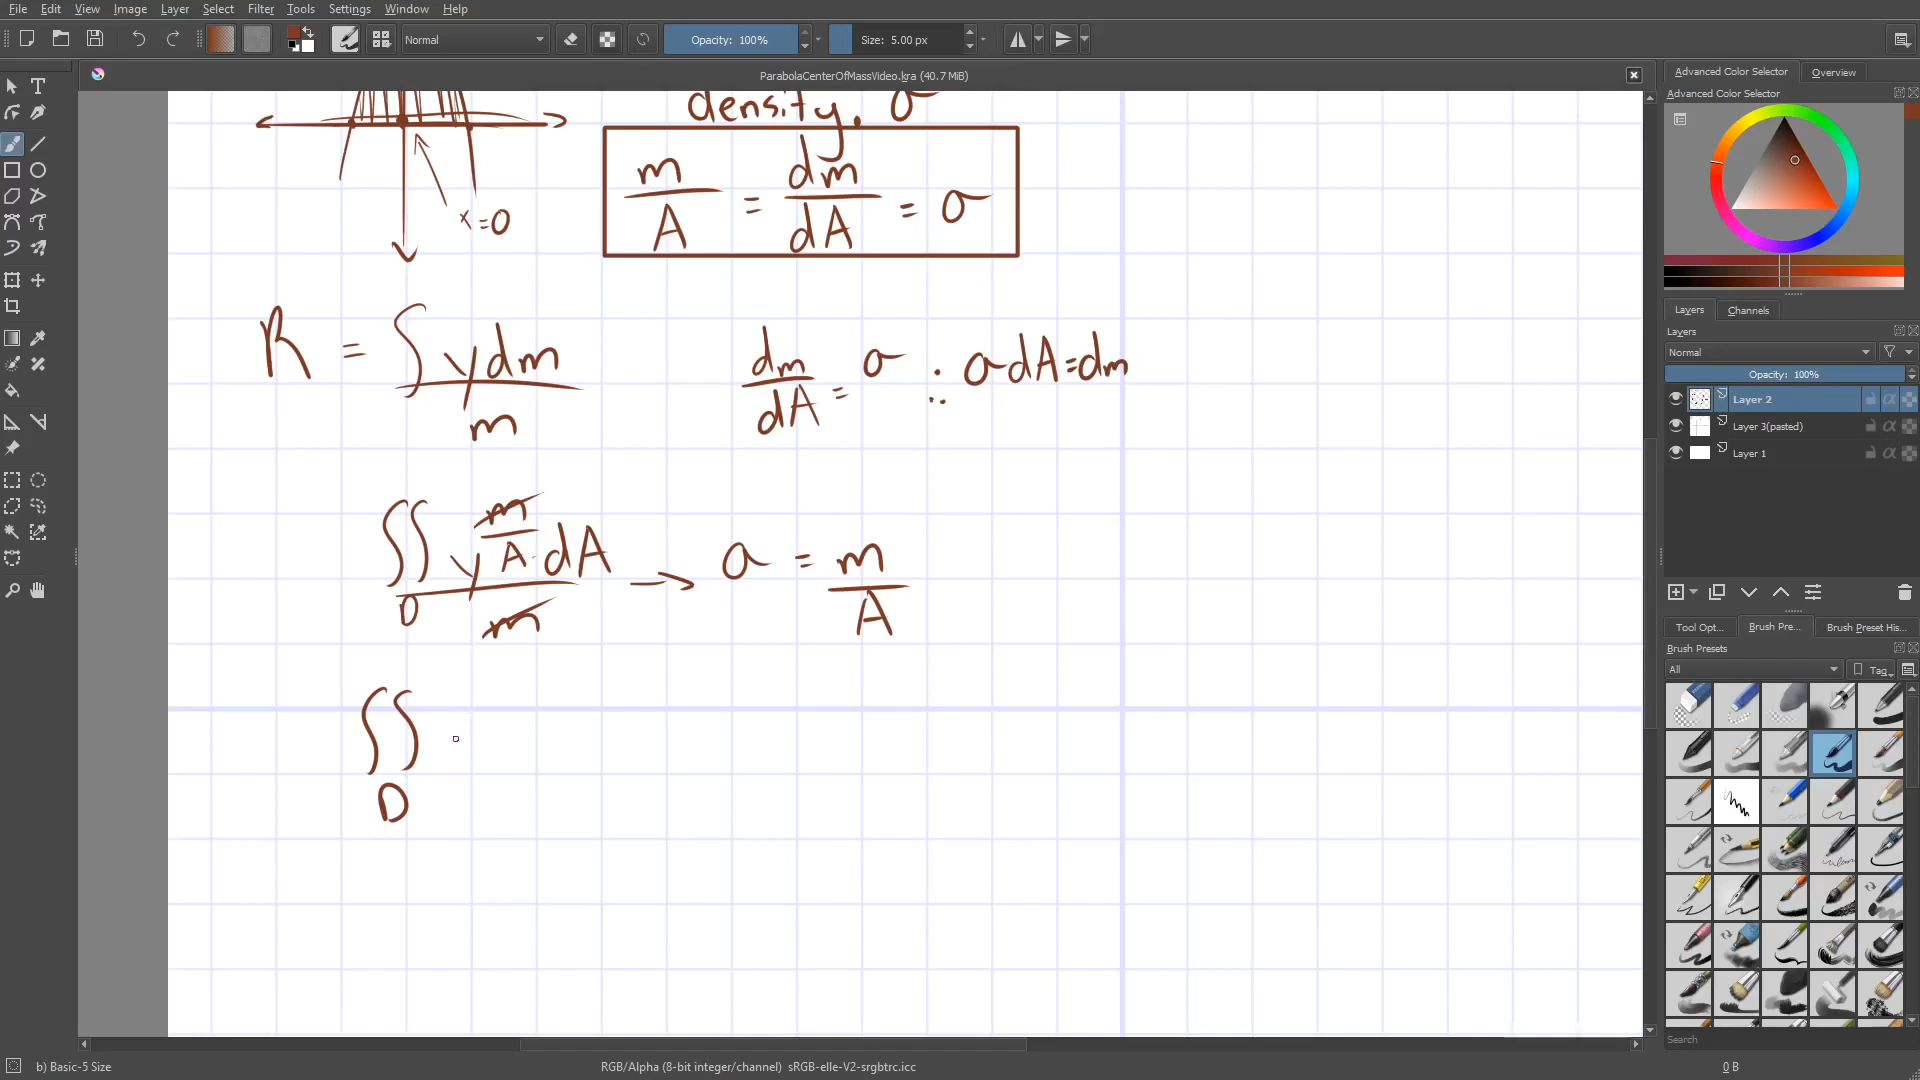 File Edit View Image Layer Select Filter Tools Settings Window Help
Normal Opacity: 100% Size: 5.00 px
ParabolaCenterOfMassVideo.kra (40.7 MiB)
density, σ
m/A = dm/dA = σ
x=0
R = ∫ y dm / m
dm/dA = σ ∴ σdA=dm
∬ y m/A · dA / m
D
→ σ = m/A
∬
D
Advanced Color Selector Overview
Advanced Color Selector
Layers Channels
Layers
Normal
Opacity: 100%
Layer 2
Layer 3(pasted)
Layer 1
Tool Opt... Brush Pre... Brush Preset His...
Brush Presets
All Tag
Search
b) Basic-5 Size RGB/Alpha (8-bit integer/channel) sRGB-elle-V2-srgbtrc.icc 0 B